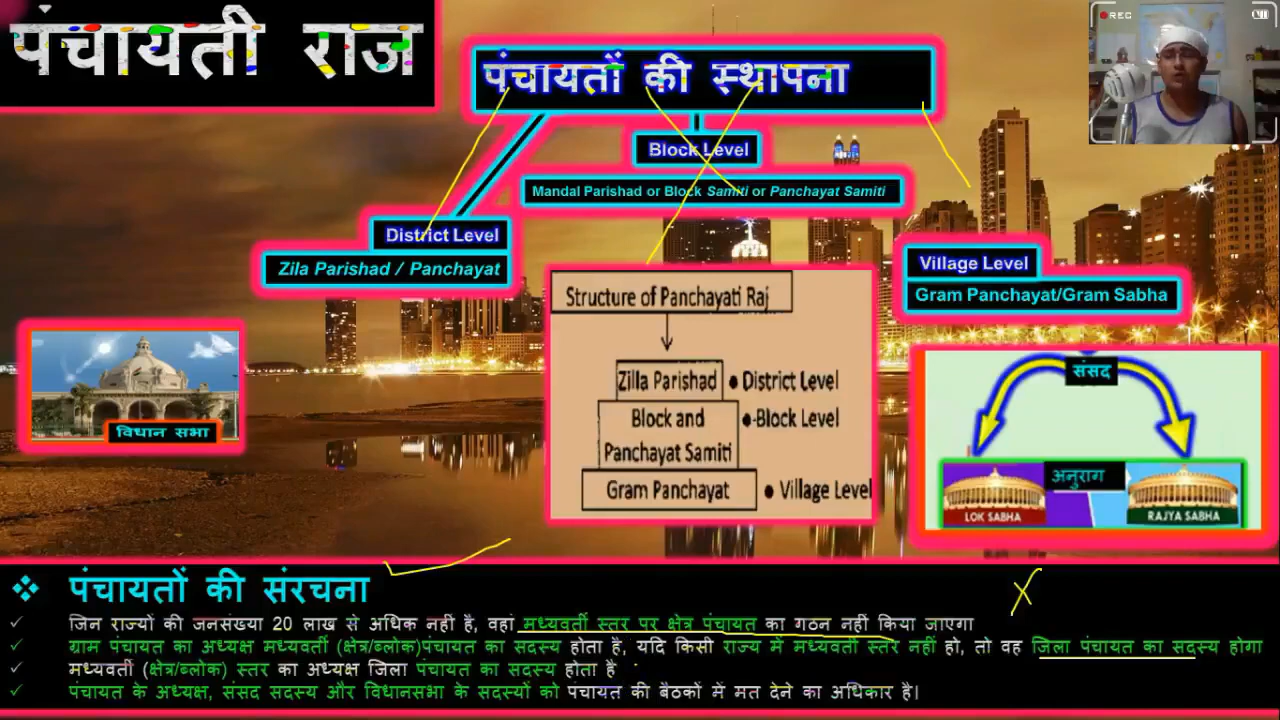 पंचायती राज
REC
पंचायतों की स्थापना
Block Level
Mandal Parishad or Block Samiti or Panchayat Samiti
District Level
Zila Parishad / Panchayat
Village Level
Gram Panchayat/Gram Sabha
Structure of Panchayati Raj
Zilla Parishad • District Level
Block and • Block Level
Panchayat Samiti
Gram Panchayat • Village Level
विधान सभा
संसद
अनुराग
LOK SABHA
RAJYA SABHA
❖ पंचायतों की संरचना
✓ जिन राज्यों की जनसंख्या 20 लाख से अधिक नहीं है, वहां मध्यवर्ती स्तर पर क्षेत्र पंचायत का गठन नहीं किया जाएगा
✓ ग्राम पंचायत का अध्यक्ष मध्यवर्ती (क्षेत्र/ब्लोक)पंचायत का सदस्य होता है, यदि किसी राज्य में मध्यवर्ती स्तर नहीं हो, तो वह जिला पंचायत का सदस्य होगा
✓ मध्यवर्ती (क्षेत्र/ब्लोक) स्तर का अध्यक्ष जिला पंचायत का सदस्य होता है
✓ पंचायत के अध्यक्ष, संसद सदस्य और विधानसभा के सदस्यों को पंचायत की बैठकों में मत देने का अधिकार है।